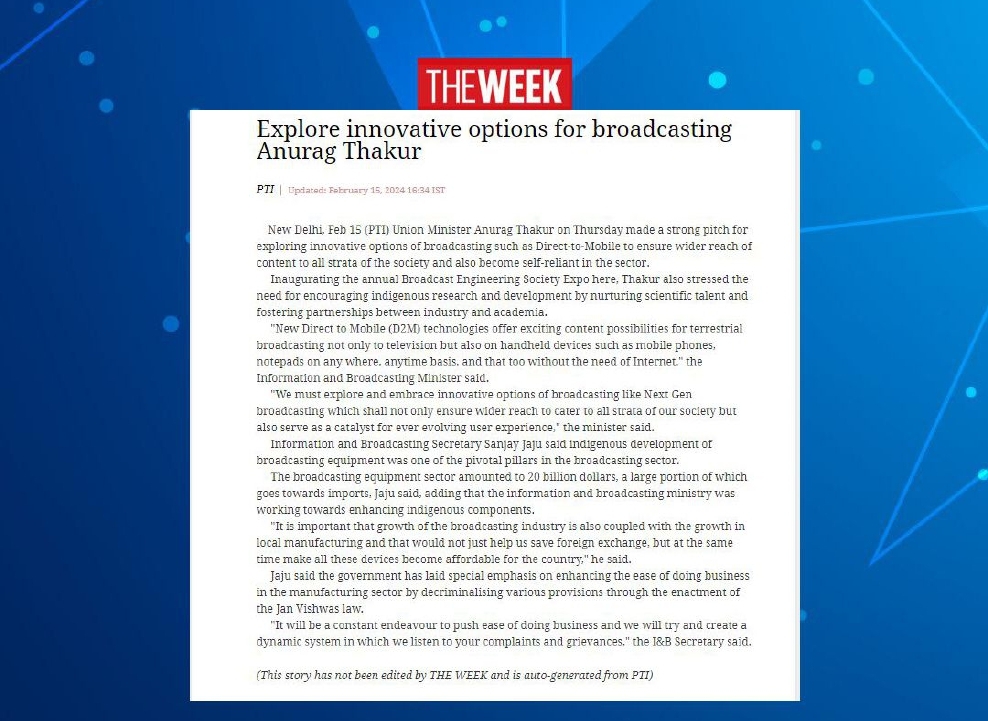 THE WEEK
Explore innovative options for broadcasting
Anurag Thakur
PTI | Updated: February 15, 2024 16:34 IST
New Delhi, Feb 15 (PTI) Union Minister Anurag Thakur on Thursday made a strong pitch for
exploring innovative options of broadcasting such as Direct-to-Mobile to ensure wider reach of
content to all strata of the society and also become self-reliant in the sector.
Inaugurating the annual Broadcast Engineering Society Expo here, Thakur also stressed the
need for encouraging indigenous research and development by nurturing scientific talent and
fostering partnerships between industry and academia.
"New Direct to Mobile (D2M) technologies offer exciting content possibilities for terrestrial
broadcasting not only to television but also on handheld devices such as mobile phones,
notepads on any where, anytime basis, and that too without the need of Internet," the
Information and Broadcasting Minister said.
"We must explore and embrace innovative options of broadcasting like Next Gen
broadcasting which shall not only ensure wider reach to cater to all strata of our society but
also serve as a catalyst for ever evolving user experience," the minister said.
Information and Broadcasting Secretary Sanjay Jaju said indigenous development of
broadcasting equipment was one of the pivotal pillars in the broadcasting sector.
The broadcasting equipment sector amounted to 20 billion dollars, a large portion of which
goes towards imports, Jaju said, adding that the information and broadcasting ministry was
working towards enhancing indigenous components.
"It is important that growth of the broadcasting industry is also coupled with the growth in
local manufacturing and that would not just help us save foreign exchange, but at the same
time make all these devices become affordable for the country," he said.
Jaju said the government has laid special emphasis on enhancing the ease of doing business
in the manufacturing sector by decriminalising various provisions through the enactment of
the Jan Vishwas law.
"It will be a constant endeavour to push ease of doing business and we will try and create a
dynamic system in which we listen to your complaints and grievances," the I&B Secretary said.
(This story has not been edited by THE WEEK and is auto-generated from PTI)